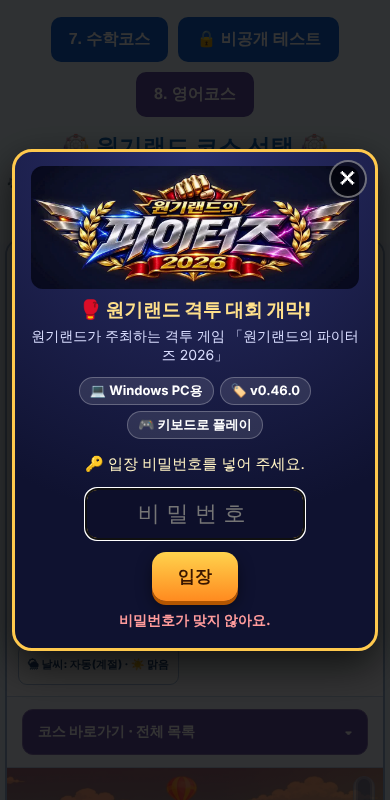 7. 수학코스
🔒 비공개 테스트
8. 영어코스
원기랜드 코스 선택
✕
원기랜드의
파이터즈
2026
🥊 원기랜드 격투 대회 개막!
원기랜드가 주최하는 격투 게임 「원기랜드의 파이터
즈 2026」
💻 Windows PC용
🏷️ v0.46.0
🎮 키보드로 플레이
🔑 입장 비밀번호를 넣어 주세요.
비밀번호
입장
비밀번호가 맞지 않아요.
🌦 날씨: 자동(계절) · ☀️ 맑음
코스 바로가기 · 전체 목록